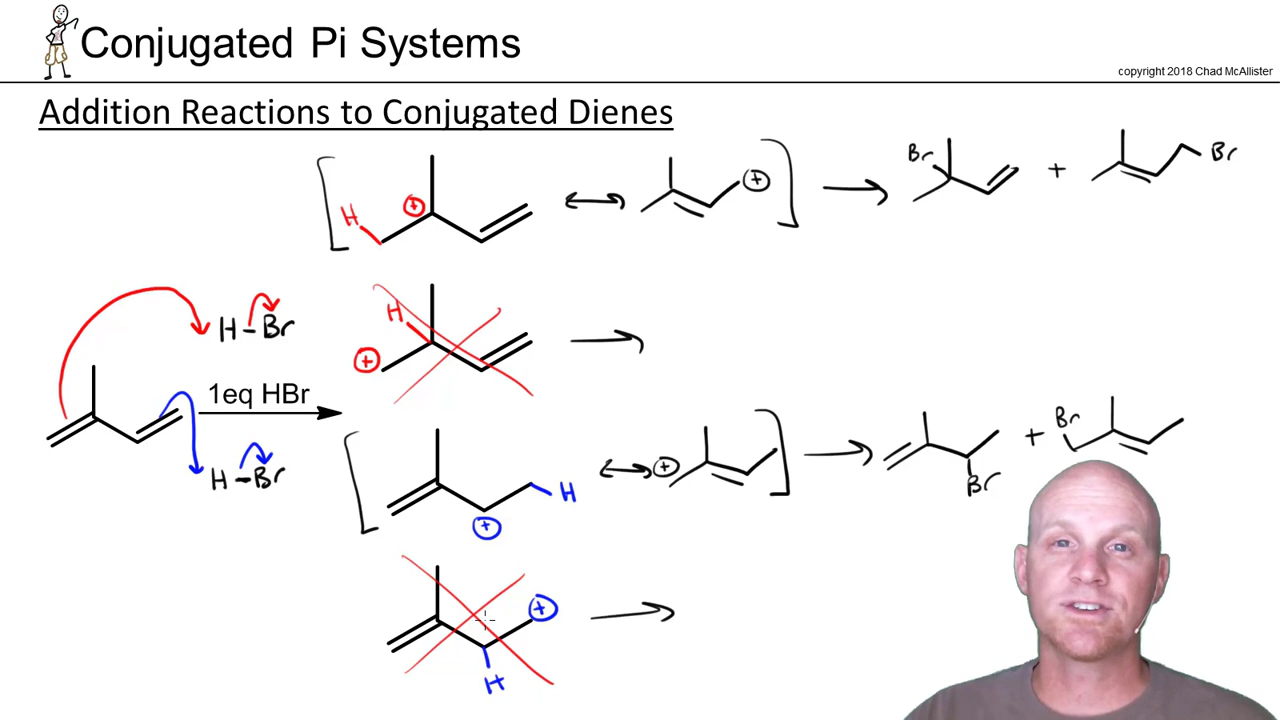 Conjugated Pi Systems
copyright 2018 Chad McAllister
Addition Reactions to Conjugated Dienes
H + + Br + Br
H-Br
H +
1eq HBr
H-Br
H + + Br + Br
+ H